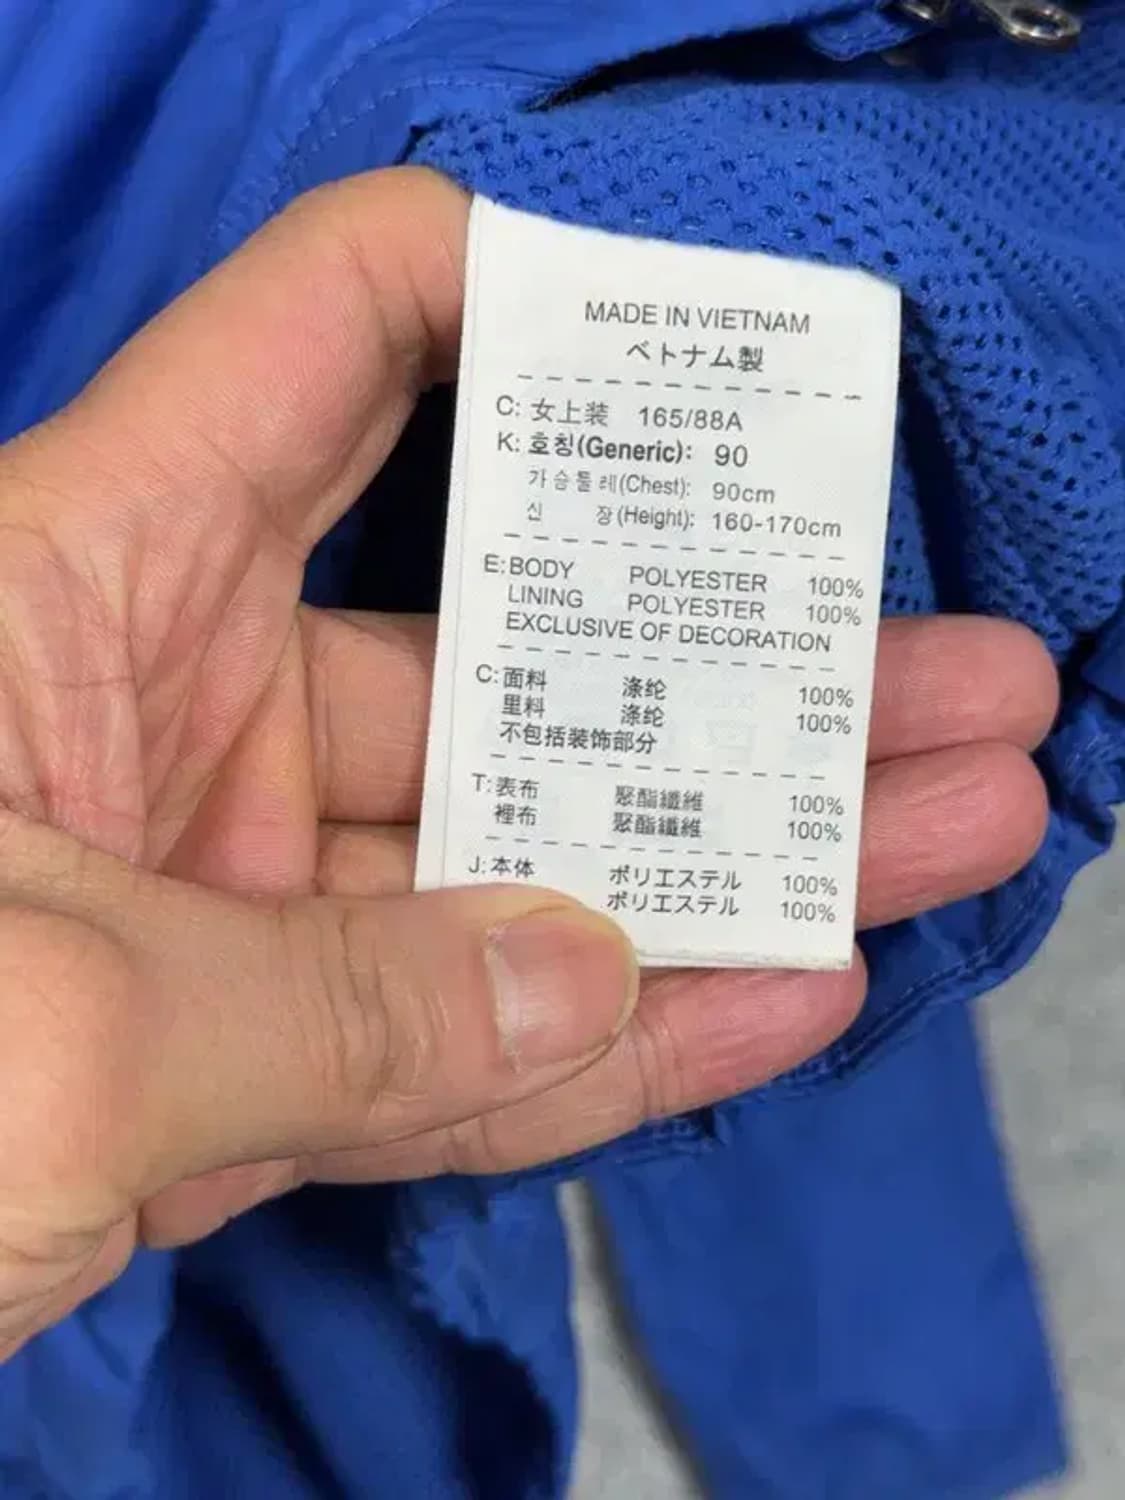 MADE IN VIETNAM
ベトナム製
C: 女上装 165/88A
K: 호칭(Generic): 90
가슴둘레(Chest): 90cm
신 장(Height): 160-170cm
E: BODY POLYESTER 100%
LINING POLYESTER 100%
EXCLUSIVE OF DECORATION
C: 面料 涤纶 100%
里料 涤纶 100%
不包括装饰部分
T: 表布 聚酯纖維 100%
裡布 聚酯纖維 100%
J: 本体 ポリエステル 100%
ポリエステル 100%